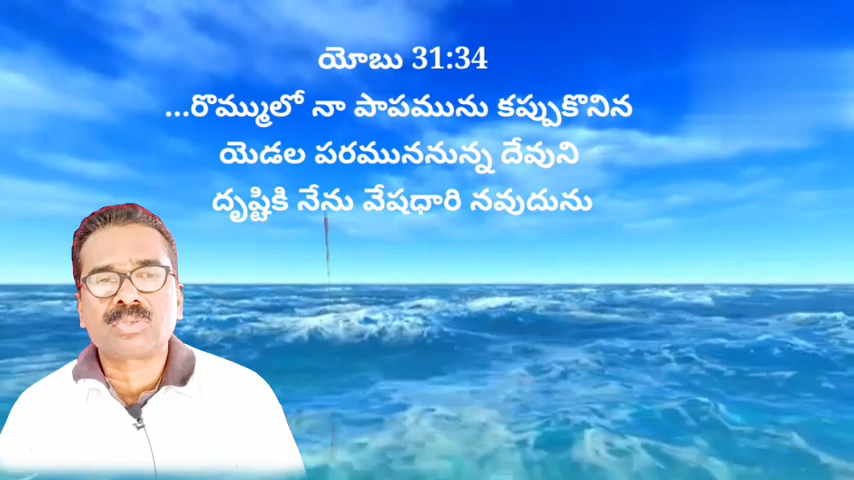 యోబు 31:34
...రొమ్ములో నా పాపమును కప్పుకొనిన
యెడల పరముననున్న దేవుని
దృష్టికి నేను వేషధారి నవుదును